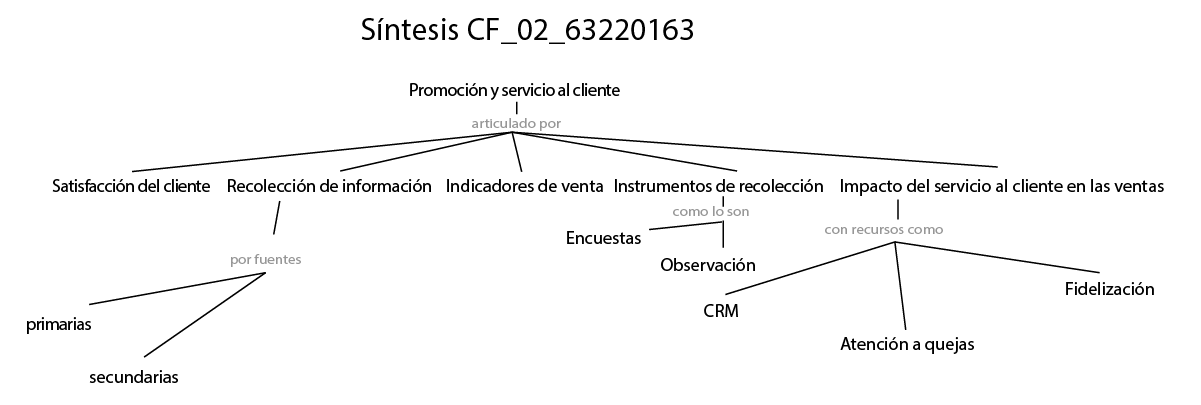 Síntesis CF_02_63220163
Promoción y servicio al cliente
articulado por
Satisfacción del cliente
Recolección de información
Indicadores de venta
Instrumentos de recolección
Impacto del servicio al cliente en las ventas
por fuentes
primarias
secundarias
como lo son
Encuestas
Observación
con recursos como
CRM
Atención a quejas
Fidelización